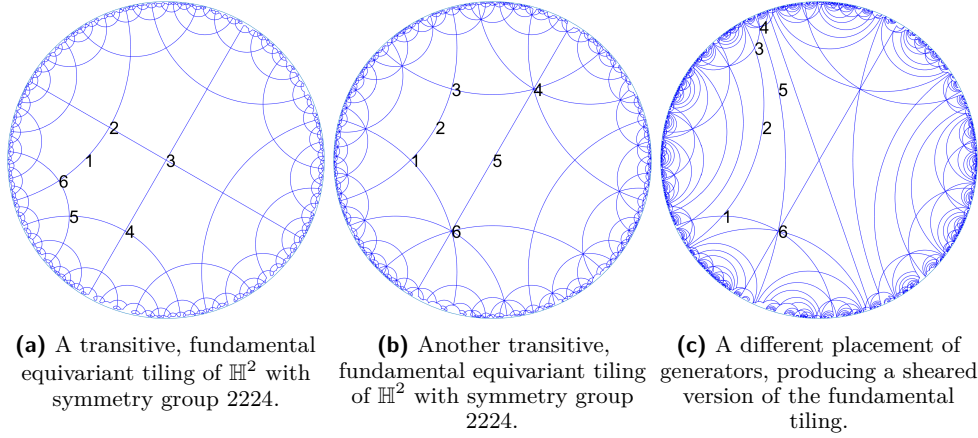 2
1
3
6
5
4
3
4
2
1
5
6
4
3
5
2
1
6
(a) A transitive, fundamental
equivariant tiling of ℍ² with
symmetry group 2224.
(b) Another transitive,
fundamental equivariant tiling
of ℍ² with symmetry group
2224.
(c) A different placement of
generators, producing a sheared
version of the fundamental
tiling.